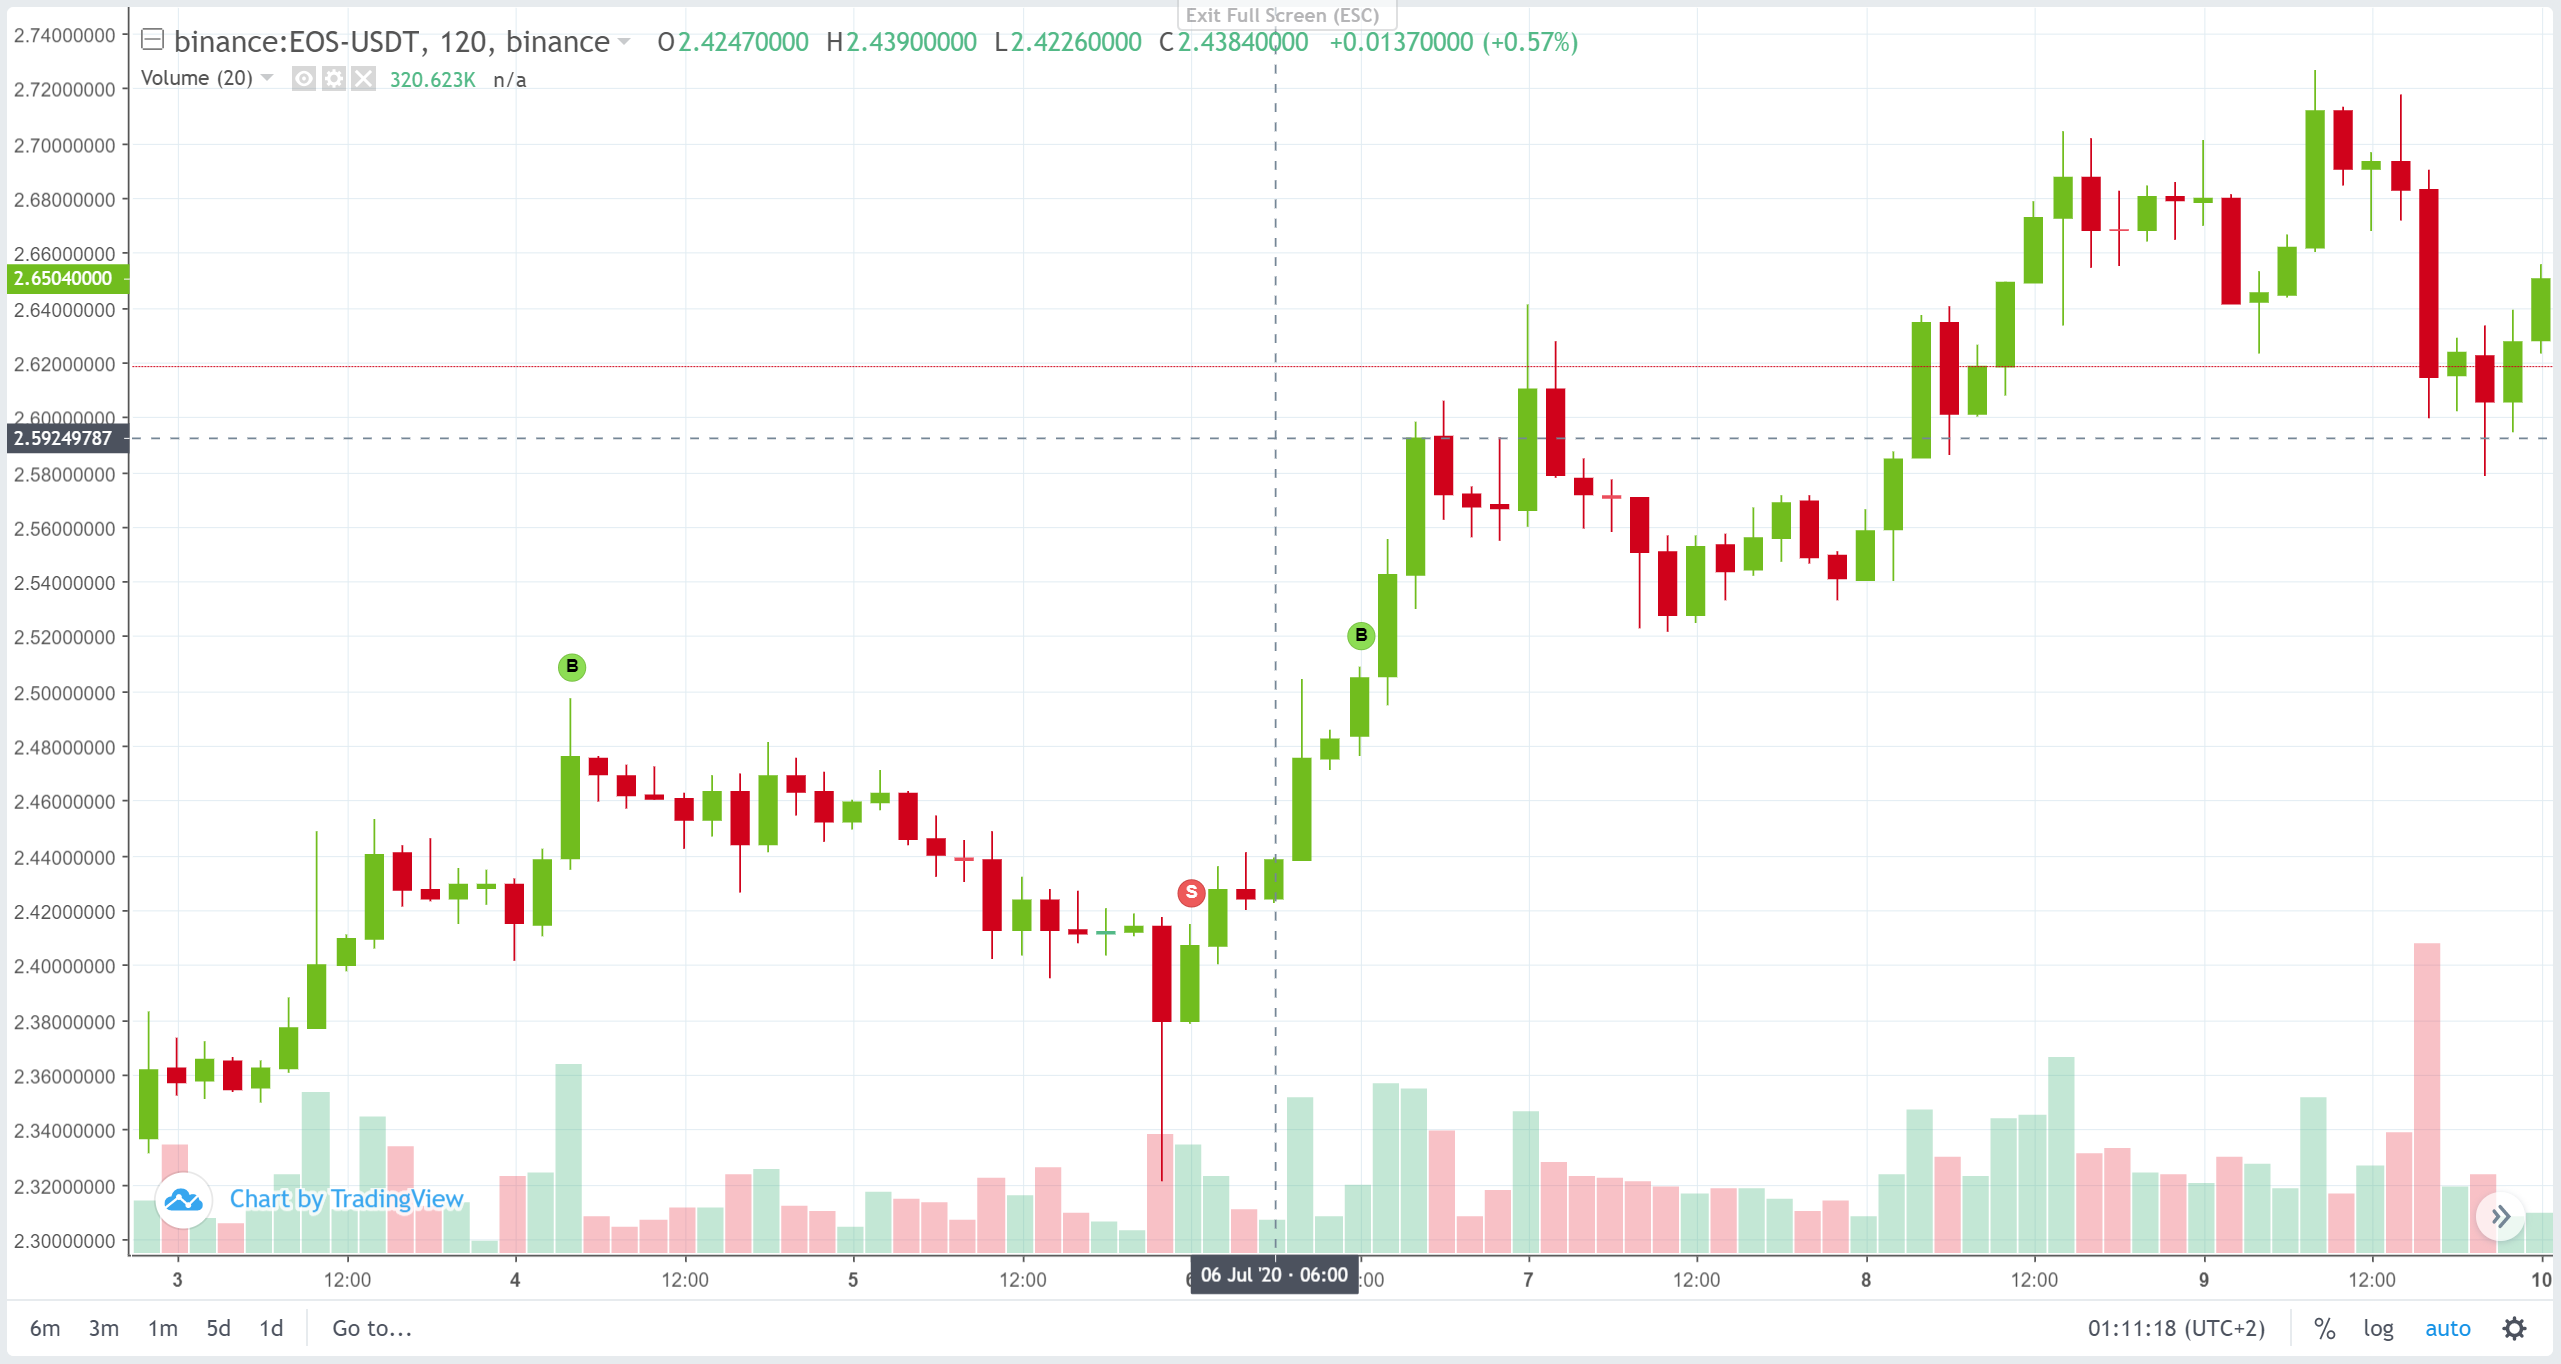 Exit Full Screen (ESC)
binance:EOS-USDT, 120, binance O2.42470000 H2.43900000 L2.42260000 C2.43840000 +0.01370000 (+0.57%)
Volume (20) 320.623K n/a
2.74000000
2.72000000
2.70000000
2.68000000
2.66000000
2.65040000
2.64000000
2.62000000
2.60000000
2.59249787
2.58000000
2.56000000
2.54000000
2.52000000
2.50000000
2.48000000
2.46000000
2.44000000
2.42000000
2.40000000
2.38000000
2.36000000
2.34000000
2.32000000
2.30000000
B
B
S
Chart by TradingView
3 12:00 4 12:00 5 12:00 06 Jul '20 · 06:00 :00 7 12:00 8 12:00 9 12:00 10
6m 3m 1m 5d 1d Go to... 01:11:18 (UTC+2) % log auto